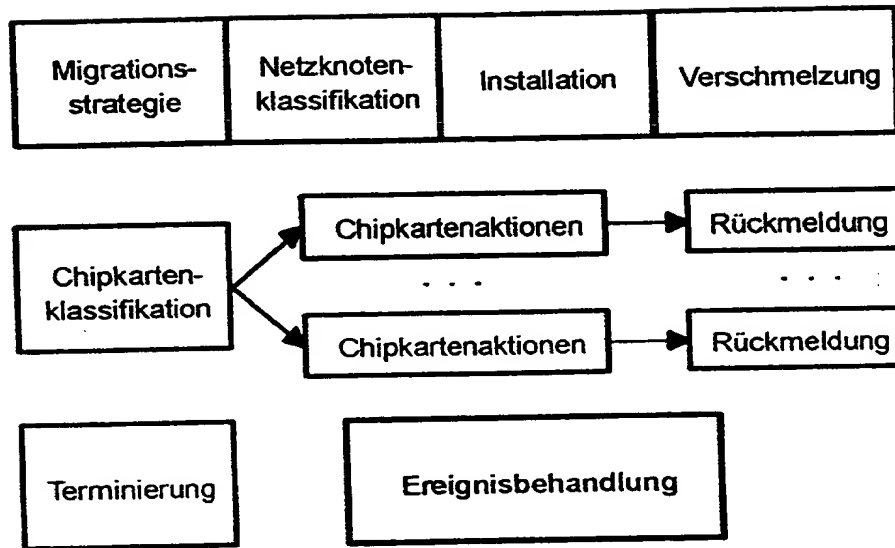 Migrations-
strategie
Netzknoten-
klassifikation
Installation
Verschmelzung
Chipkarten-
klassifikation
Chipkartenaktionen
Rückmeldung
. . .
. . .
Chipkartenaktionen
Rückmeldung
Terminierung
Ereignisbehandlung